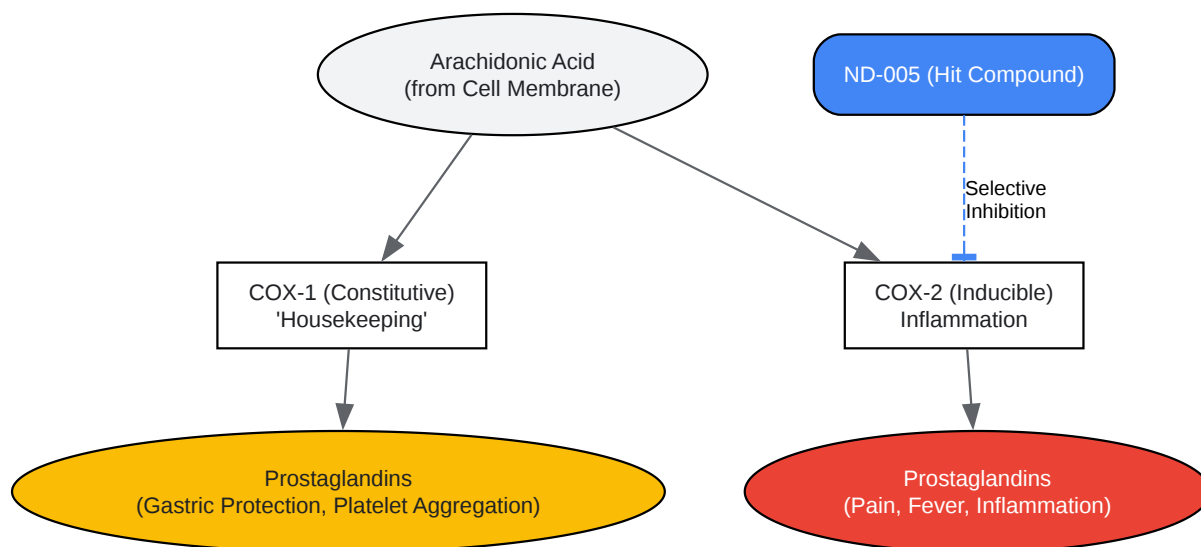 Arachidonic Acid
(from Cell Membrane)
ND-005 (Hit Compound)
Selective
Inhibition
COX-1 (Constitutive)
'Housekeeping'
COX-2 (Inducible)
Inflammation
Prostaglandins
(Gastric Protection, Platelet Aggregation)
Prostaglandins
(Pain, Fever, Inflammation)